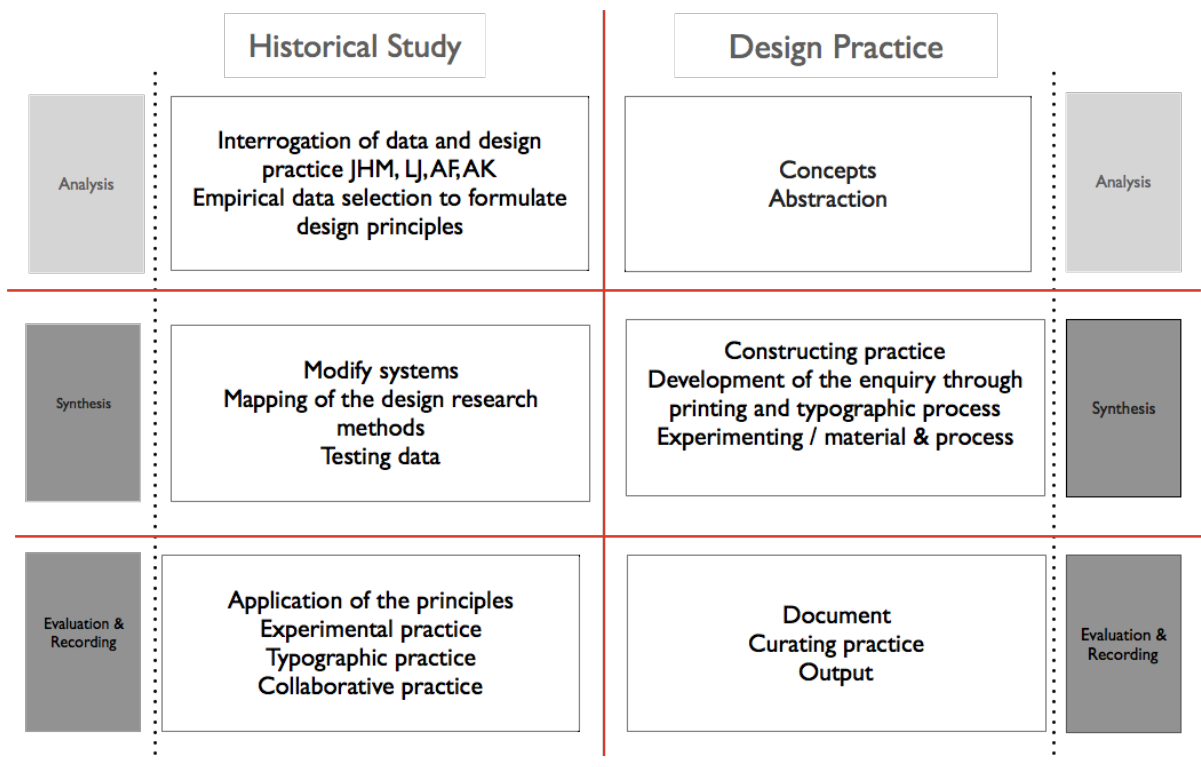 Historical Study
Design Practice
Analysis
Interrogation of data and design
practice JHM, LJ, AF, AK
Empirical data selection to formulate
design principles
Concepts
Abstraction
Analysis
Synthesis
Modify systems
Mapping of the design research
methods
Testing data
Constructing practice
Development of the enquiry through
printing and typographic process
Experimenting / material & process
Synthesis
Evaluation &
Recording
Application of the principles
Experimental practice
Typographic practice
Collaborative practice
Document
Curating practice
Output
Evaluation &
Recording